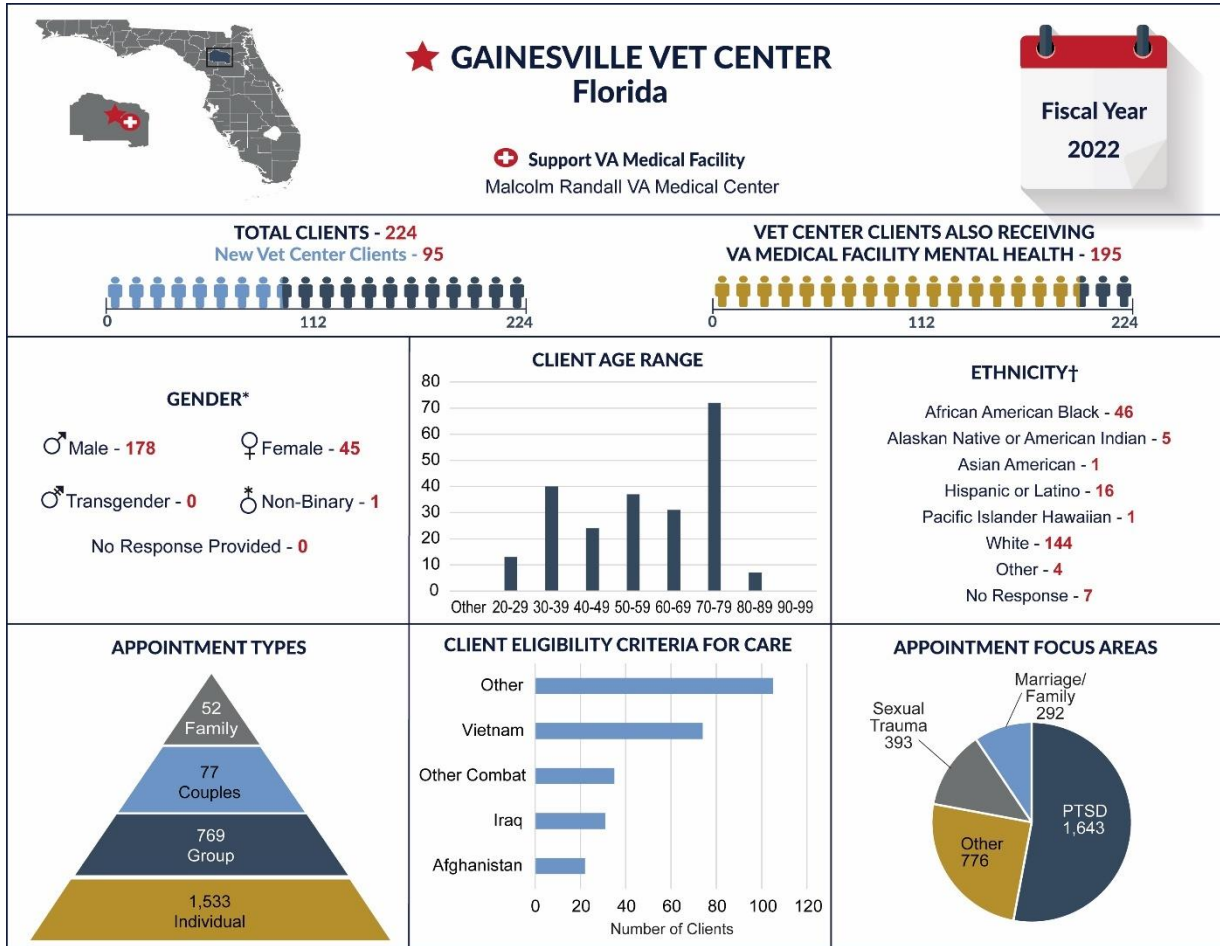 GAINESVILLE VET CENTER
Florida
Support VA Medical Facility
Malcolm Randall VA Medical Center
Fiscal Year
2022
TOTAL CLIENTS - 224
New Vet Center Clients - 95
0
112
224
VET CENTER CLIENTS ALSO RECEIVING
VA MEDICAL FACILITY MENTAL HEALTH - 195
0
112
224
GENDER*
Male - 178
Female - 45
Transgender - 0
Non-Binary - 1
No Response Provided - 0
CLIENT AGE RANGE
80
70
60
50
40
30
20
10
0
Other 20-29 30-39 40-49 50-59 60-69 70-79 80-89 90-99
ETHNICITY†
African American Black - 46
Alaskan Native or American Indian - 5
Asian American - 1
Hispanic or Latino - 16
Pacific Islander Hawaiian - 1
White - 144
Other - 4
No Response - 7
APPOINTMENT TYPES
52
Family
77
Couples
769
Group
1,533
Individual
CLIENT ELIGIBILITY CRITERIA FOR CARE
Other
Vietnam
Other Combat
Iraq
Afghanistan
0 20 40 60 80 100 120
Number of Clients
APPOINTMENT FOCUS AREAS
Marriage/
Family
292
Sexual
Trauma
393
PTSD
1,643
Other
776